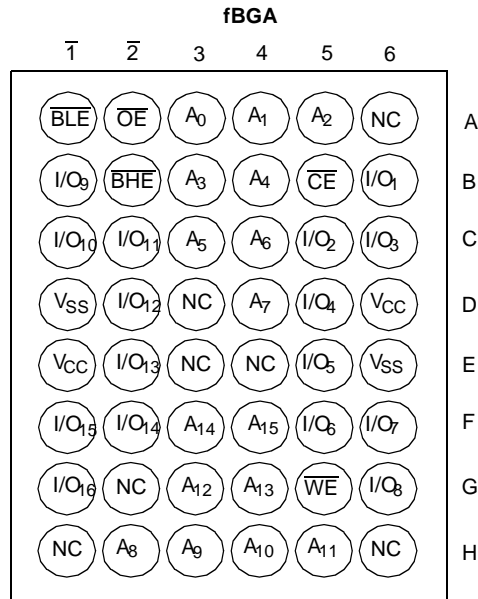 fBGA
1 2 3 4 5 6
BLE OE A0 A1 A2 NC A
I/O9 BHE A3 A4 CE I/O1 B
I/O10 I/O11 A5 A6 I/O2 I/O3 C
VSS I/O12 NC A7 I/O4 VCC D
VCC I/O13 NC NC I/O5 VSS E
I/O15 I/O14 A14 A15 I/O6 I/O7 F
I/O16 NC A12 A13 WE I/O8 G
NC A8 A9 A10 A11 NC H